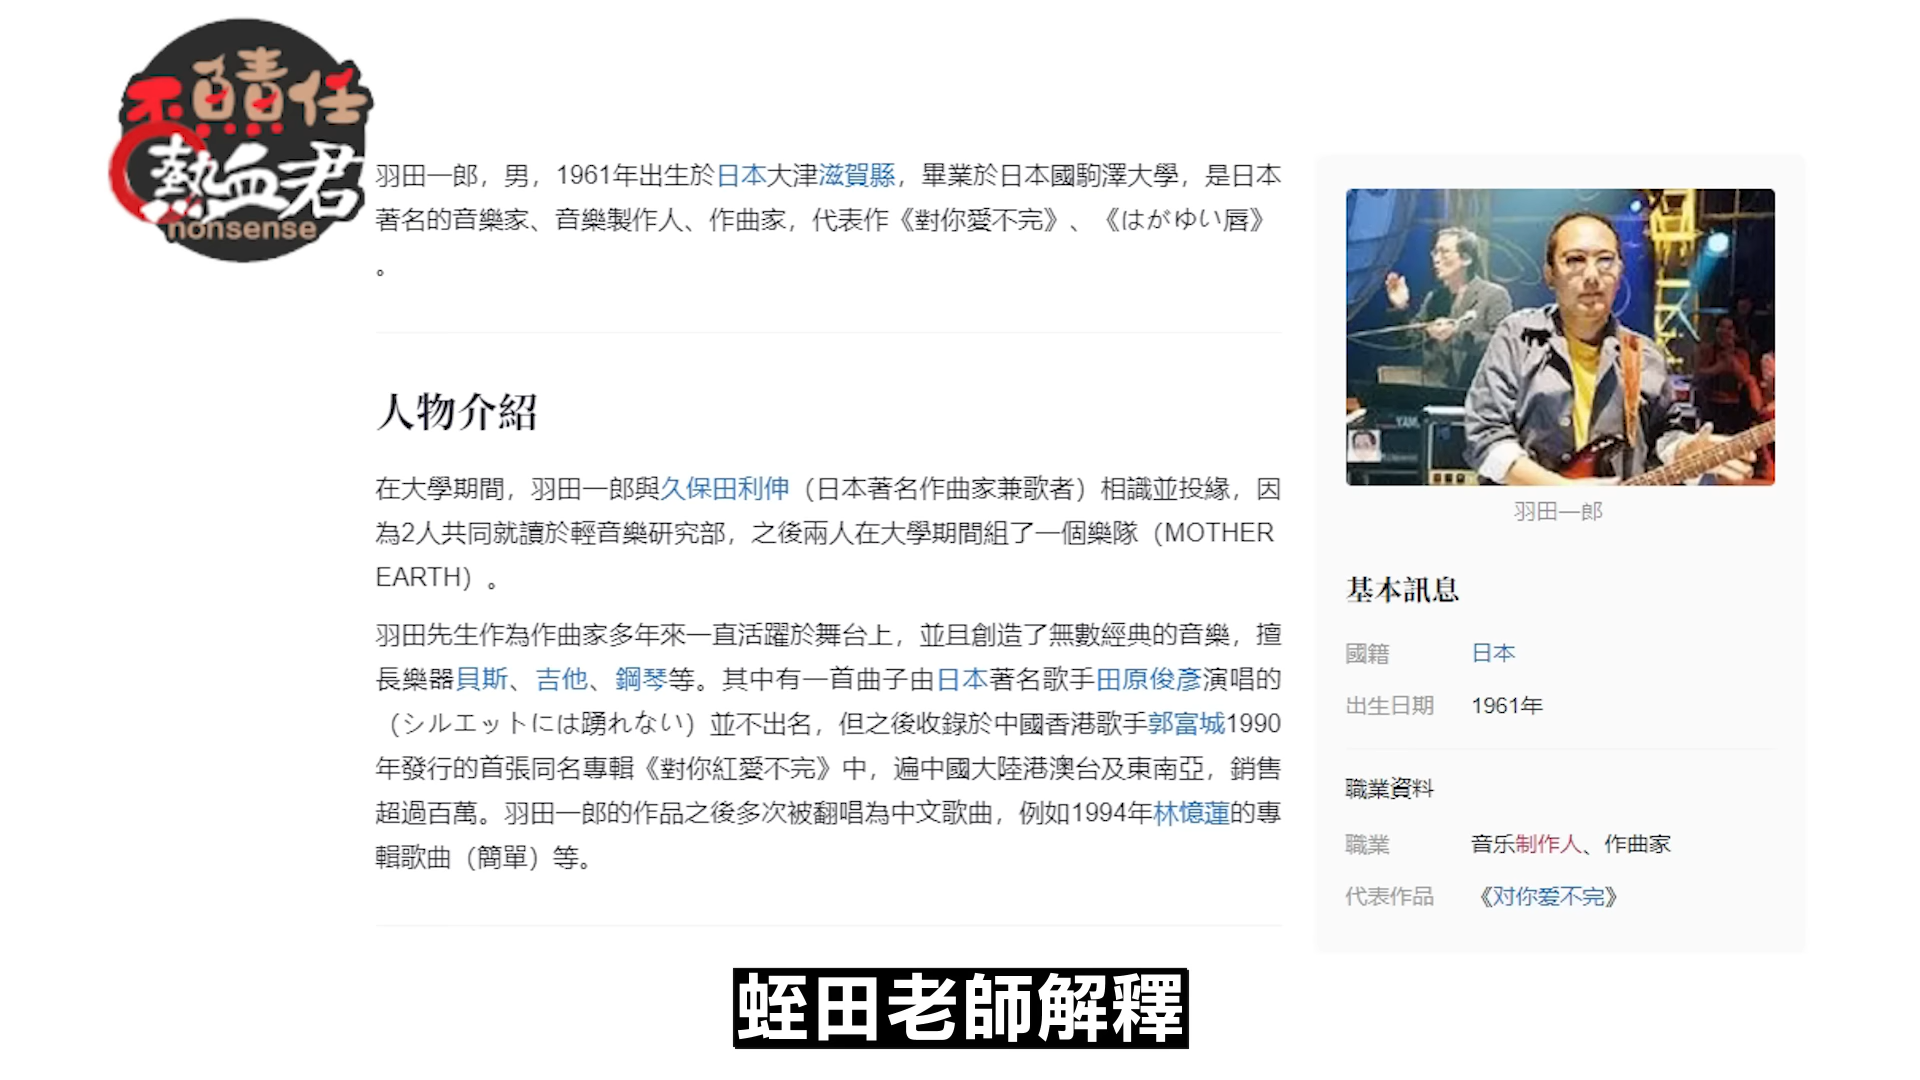 不負責任
熱血君
nonsense
羽田一郎，男，1961年出生於日本大津滋賀縣，畢業於日本國駒澤大學，是日本
著名的音樂家、音樂製作人、作曲家，代表作《對你愛不完》、《はがゆい唇》
。
人物介紹
在大學期間，羽田一郎與久保田利伸（日本著名作曲家兼歌者）相識並投緣，因
為2人共同就讀於輕音樂研究部，之後兩人在大學期間組了一個樂隊（MOTHER
EARTH）。
羽田先生作為作曲家多年來一直活躍於舞台上，並且創造了無數經典的音樂，擅
長樂器貝斯、吉他、鋼琴等。其中有一首曲子由日本著名歌手田原俊彥演唱的
（シルエットには踊れない）並不出名，但之後收錄於中國香港歌手郭富城1990
年發行的首張同名專輯《對你紅愛不完》中，遍中國大陸港澳台及東南亞，銷售
超過百萬。羽田一郎的作品之後多次被翻唱為中文歌曲，例如1994年林憶蓮的專
輯歌曲（簡單）等。
羽田一郎
基本訊息
國籍 日本
出生日期 1961年
職業資料
職業 音乐制作人、作曲家
代表作品 《对你爱不完》
蛭田老師解釋